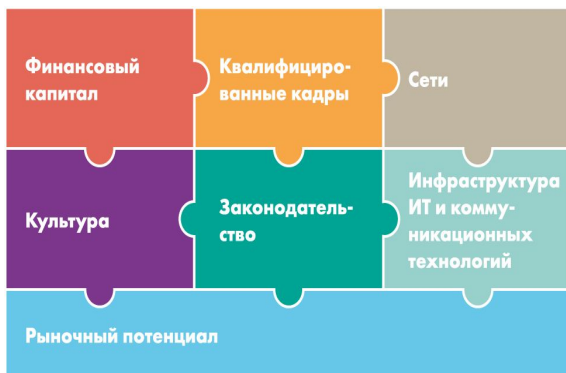 Финансовый
капитал
Квалифициро-
ванные кадры
Сети
Культура
Законодатель-
ство
Инфраструктура
ИТ и комму-
никационных
технологий
Рыночный потенциал